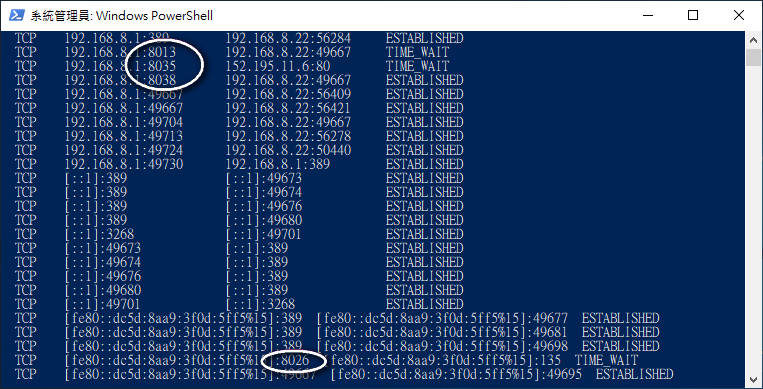 系統管理員: Windows PowerShell
TCP 192.168.8.1:389 192.168.8.22:56284 ESTABLISHED
TCP 192.168.8.1:8013 192.168.8.22:49667 TIME_WAIT
TCP 192.168.8.1:8035 152.195.11.6:80 TIME_WAIT
TCP 192.168.8.1:8038 192.168.8.22:49667 ESTABLISHED
TCP 192.168.8.1:49667 192.168.8.22:56409 ESTABLISHED
TCP 192.168.8.1:49667 192.168.8.22:56421 ESTABLISHED
TCP 192.168.8.1:49704 192.168.8.22:49667 ESTABLISHED
TCP 192.168.8.1:49713 192.168.8.22:56278 ESTABLISHED
TCP 192.168.8.1:49724 192.168.8.22:50440 ESTABLISHED
TCP 192.168.8.1:49730 192.168.8.1:389 ESTABLISHED
TCP [::1]:389 [::1]:49673 ESTABLISHED
TCP [::1]:389 [::1]:49674 ESTABLISHED
TCP [::1]:389 [::1]:49676 ESTABLISHED
TCP [::1]:389 [::1]:49680 ESTABLISHED
TCP [::1]:3268 [::1]:49701 ESTABLISHED
TCP [::1]:49673 [::1]:389 ESTABLISHED
TCP [::1]:49674 [::1]:389 ESTABLISHED
TCP [::1]:49676 [::1]:389 ESTABLISHED
TCP [::1]:49680 [::1]:389 ESTABLISHED
TCP [::1]:49701 [::1]:3268 ESTABLISHED
TCP [fe80::dc5d:8aa9:3f0d:5ff5%15]:389 [fe80::dc5d:8aa9:3f0d:5ff5%15]:49677 ESTABLISHED
TCP [fe80::dc5d:8aa9:3f0d:5ff5%15]:389 [fe80::dc5d:8aa9:3f0d:5ff5%15]:49681 ESTABLISHED
TCP [fe80::dc5d:8aa9:3f0d:5ff5%15]:389 [fe80::dc5d:8aa9:3f0d:5ff5%15]:49698 ESTABLISHED
TCP [fe80::dc5d:8aa9:3f0d:5ff5%15]:8026 [fe80::dc5d:8aa9:3f0d:5ff5%15]:135 TIME_WAIT
TCP [fe80::dc5d:8aa9:3f0d:5ff5%15]:49667 [fe80::dc5d:8aa9:3f0d:5ff5%15]:49695 ESTABLISHED